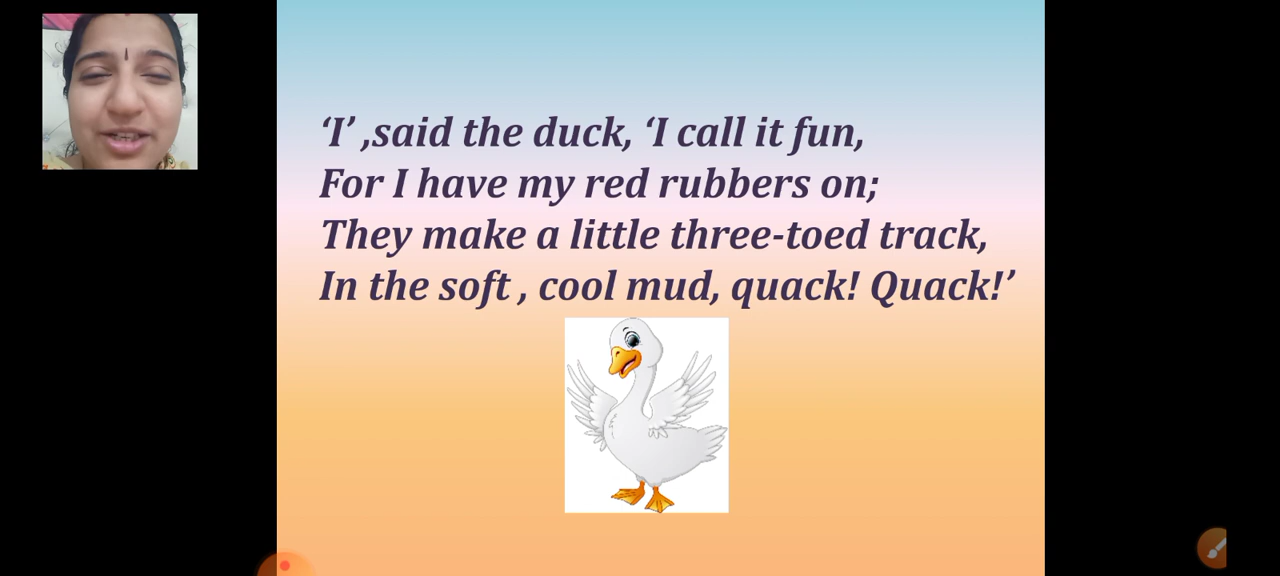 ‘I’ ,said the duck, ‘I call it fun,
For I have my red rubbers on;
They make a little three-toed track,
In the soft , cool mud, quack! Quack!’